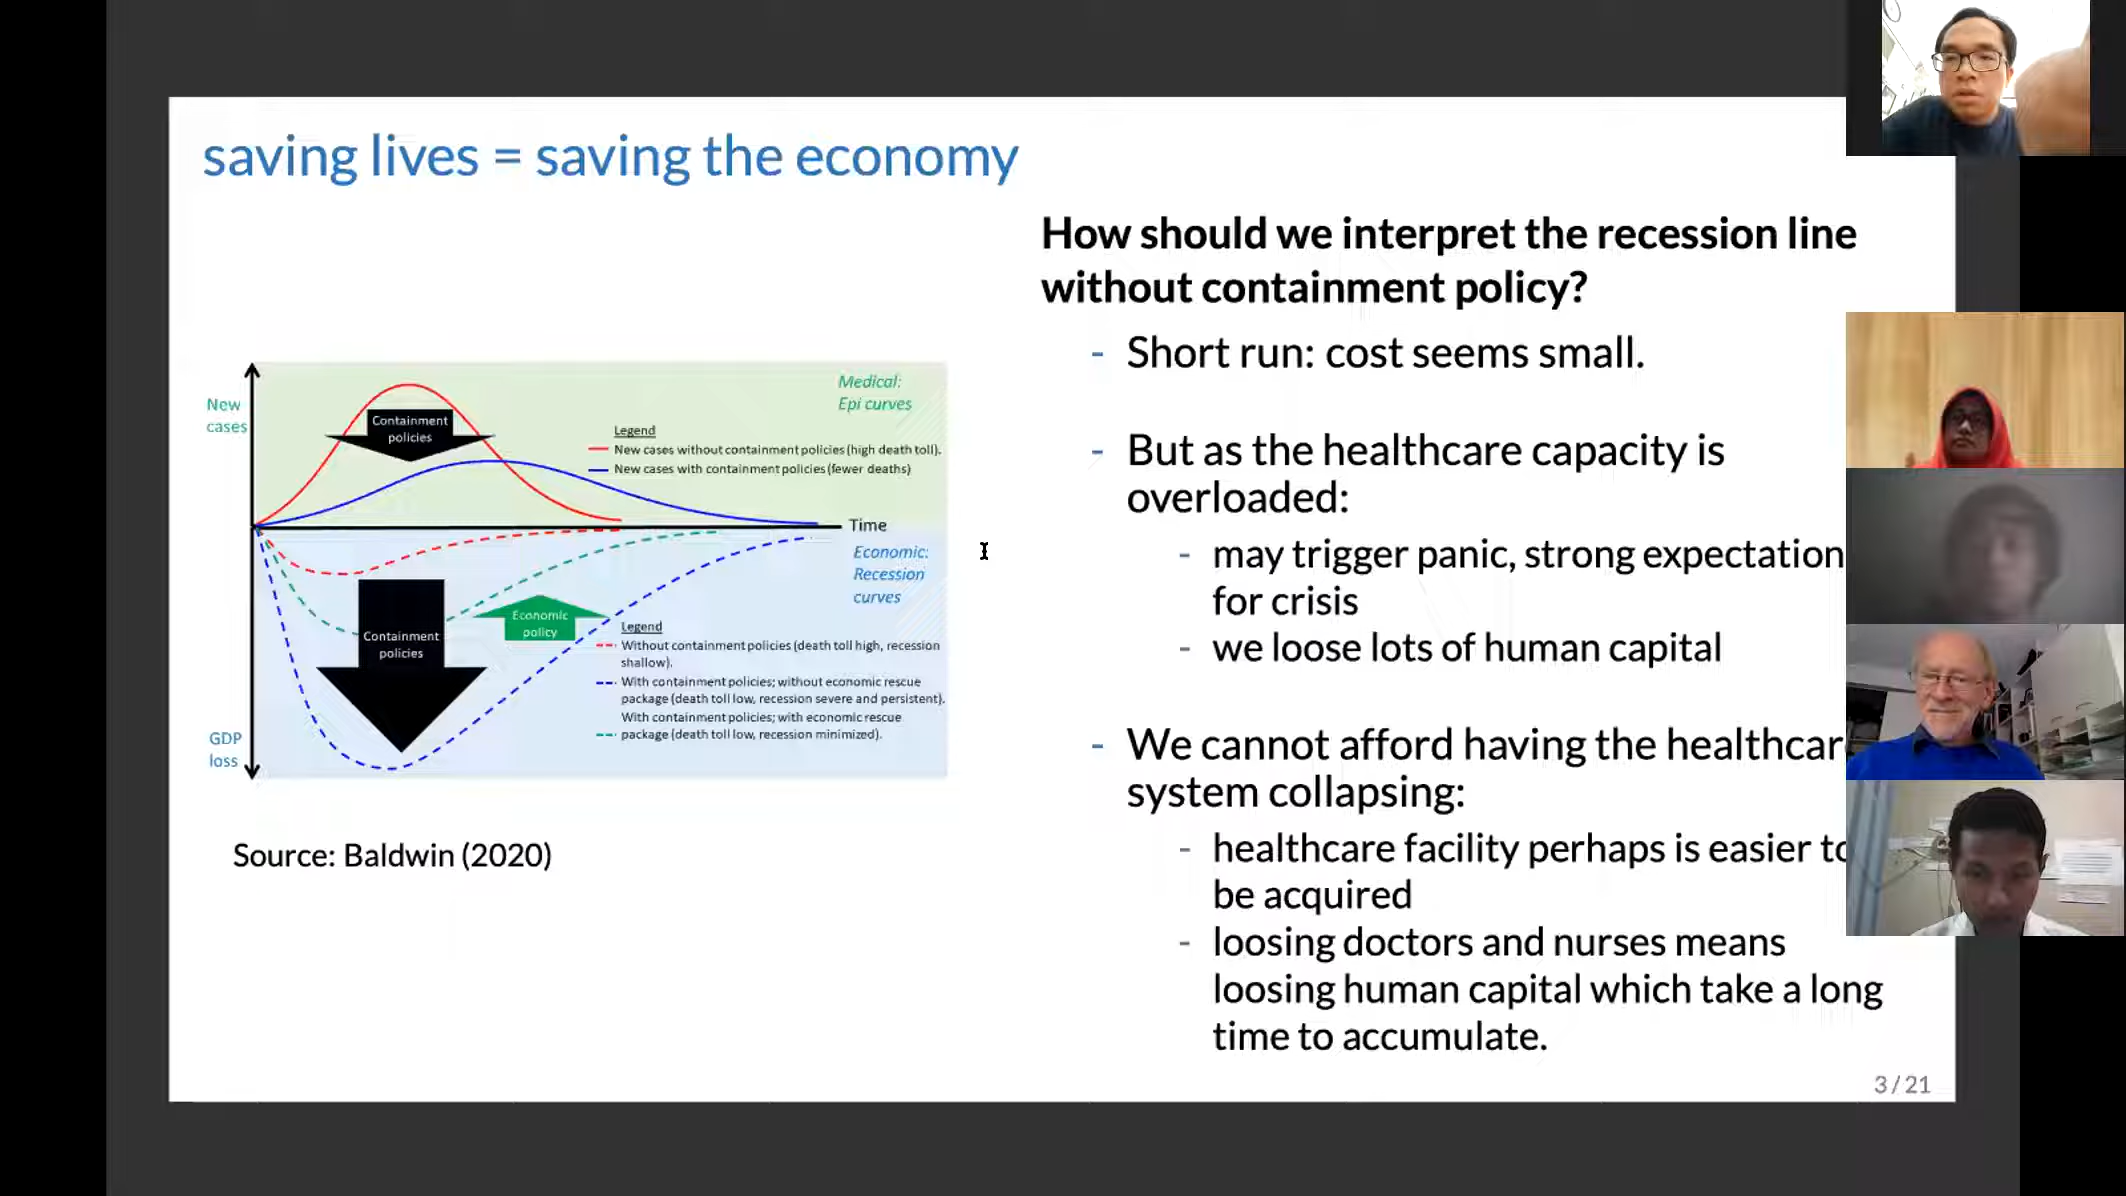 saving lives = saving the economy
How should we interpret the recession line
without containment policy?
- Short run: cost seems small.
- But as the healthcare capacity is
overloaded:
- may trigger panic, strong expectation
for crisis
- we loose lots of human capital
- We cannot afford having the healthcar
system collapsing:
- healthcare facility perhaps is easier to
be acquired
- loosing doctors and nurses means
loosing human capital which take a long
time to accumulate.
New
cases
Containment
policies
Medical:
Epi curves
Legend
New cases without containment policies (high death toll).
New cases with containment policies (fewer deaths)
Time
Economic:
Recession
curves
Containment
policies
Economic
policy
Legend
Without containment policies (death toll high, recession
shallow).
With containment policies; without economic rescue
package (death toll low, recession severe and persistent).
With containment policies; with economic rescue
package (death toll low, recession minimized).
GDP
loss
Source: Baldwin (2020)
3 / 21